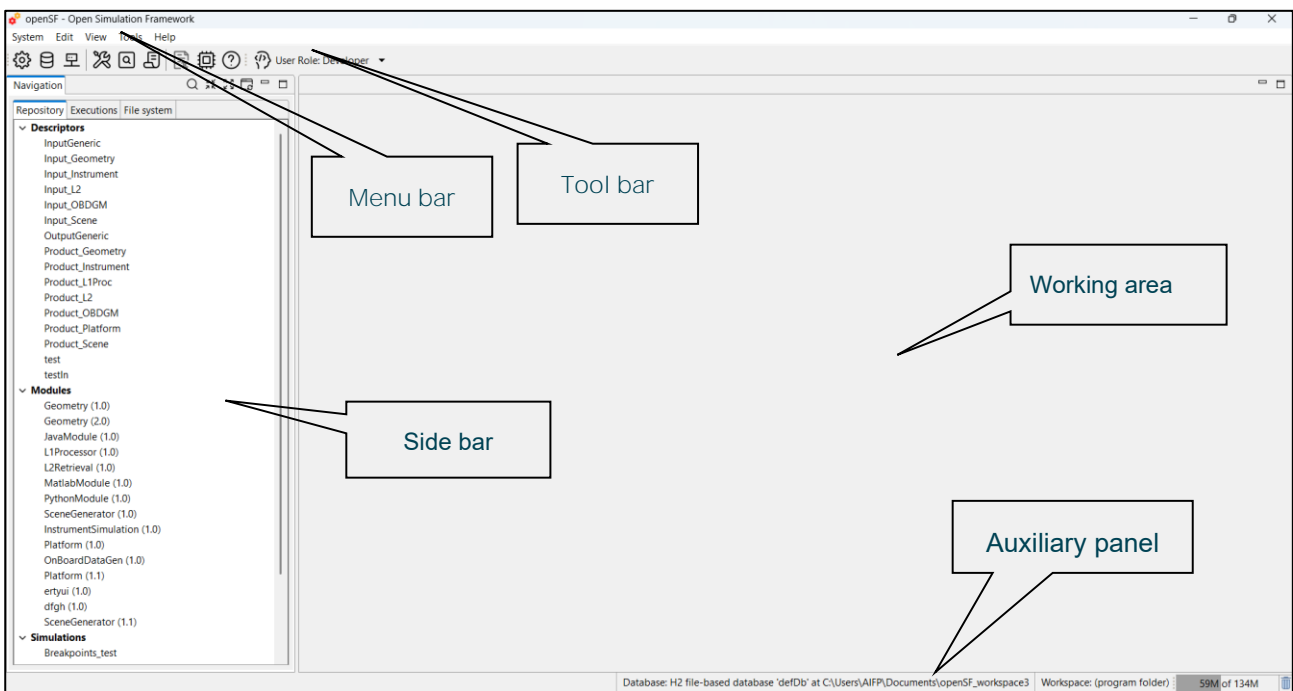 openSF - Open Simulation Framework
System Edit View Tools Help
User Role: Developer
Navigation
Repository Executions File system
Descriptors
InputGeneric
Input_Geometry
Input_Instrument
Input_L2
Input_OBDGM
Input_Scene
OutputGeneric
Product_Geometry
Product_Instrument
Product_L1Proc
Product_L2
Product_OBDGM
Product_Platform
Product_Scene
test
testIn
Modules
Geometry (1.0)
Geometry (2.0)
JavaModule (1.0)
L1Processor (1.0)
L2Retrieval (1.0)
MatlabModule (1.0)
PythonModule (1.0)
SceneGenerator (1.0)
InstrumentSimulation (1.0)
Platform (1.0)
OnBoardDataGen (1.0)
Platform (1.1)
ertyui (1.0)
dfgh (1.0)
SceneGenerator (1.1)
Simulations
Breakpoints_test
Menu bar
Tool bar
Working area
Side bar
Auxiliary panel
Database: H2 file-based database 'defDb' at C:\Users\AIFP\Documents\openSF_workspace3 Workspace: (program folder) 59M of 134M